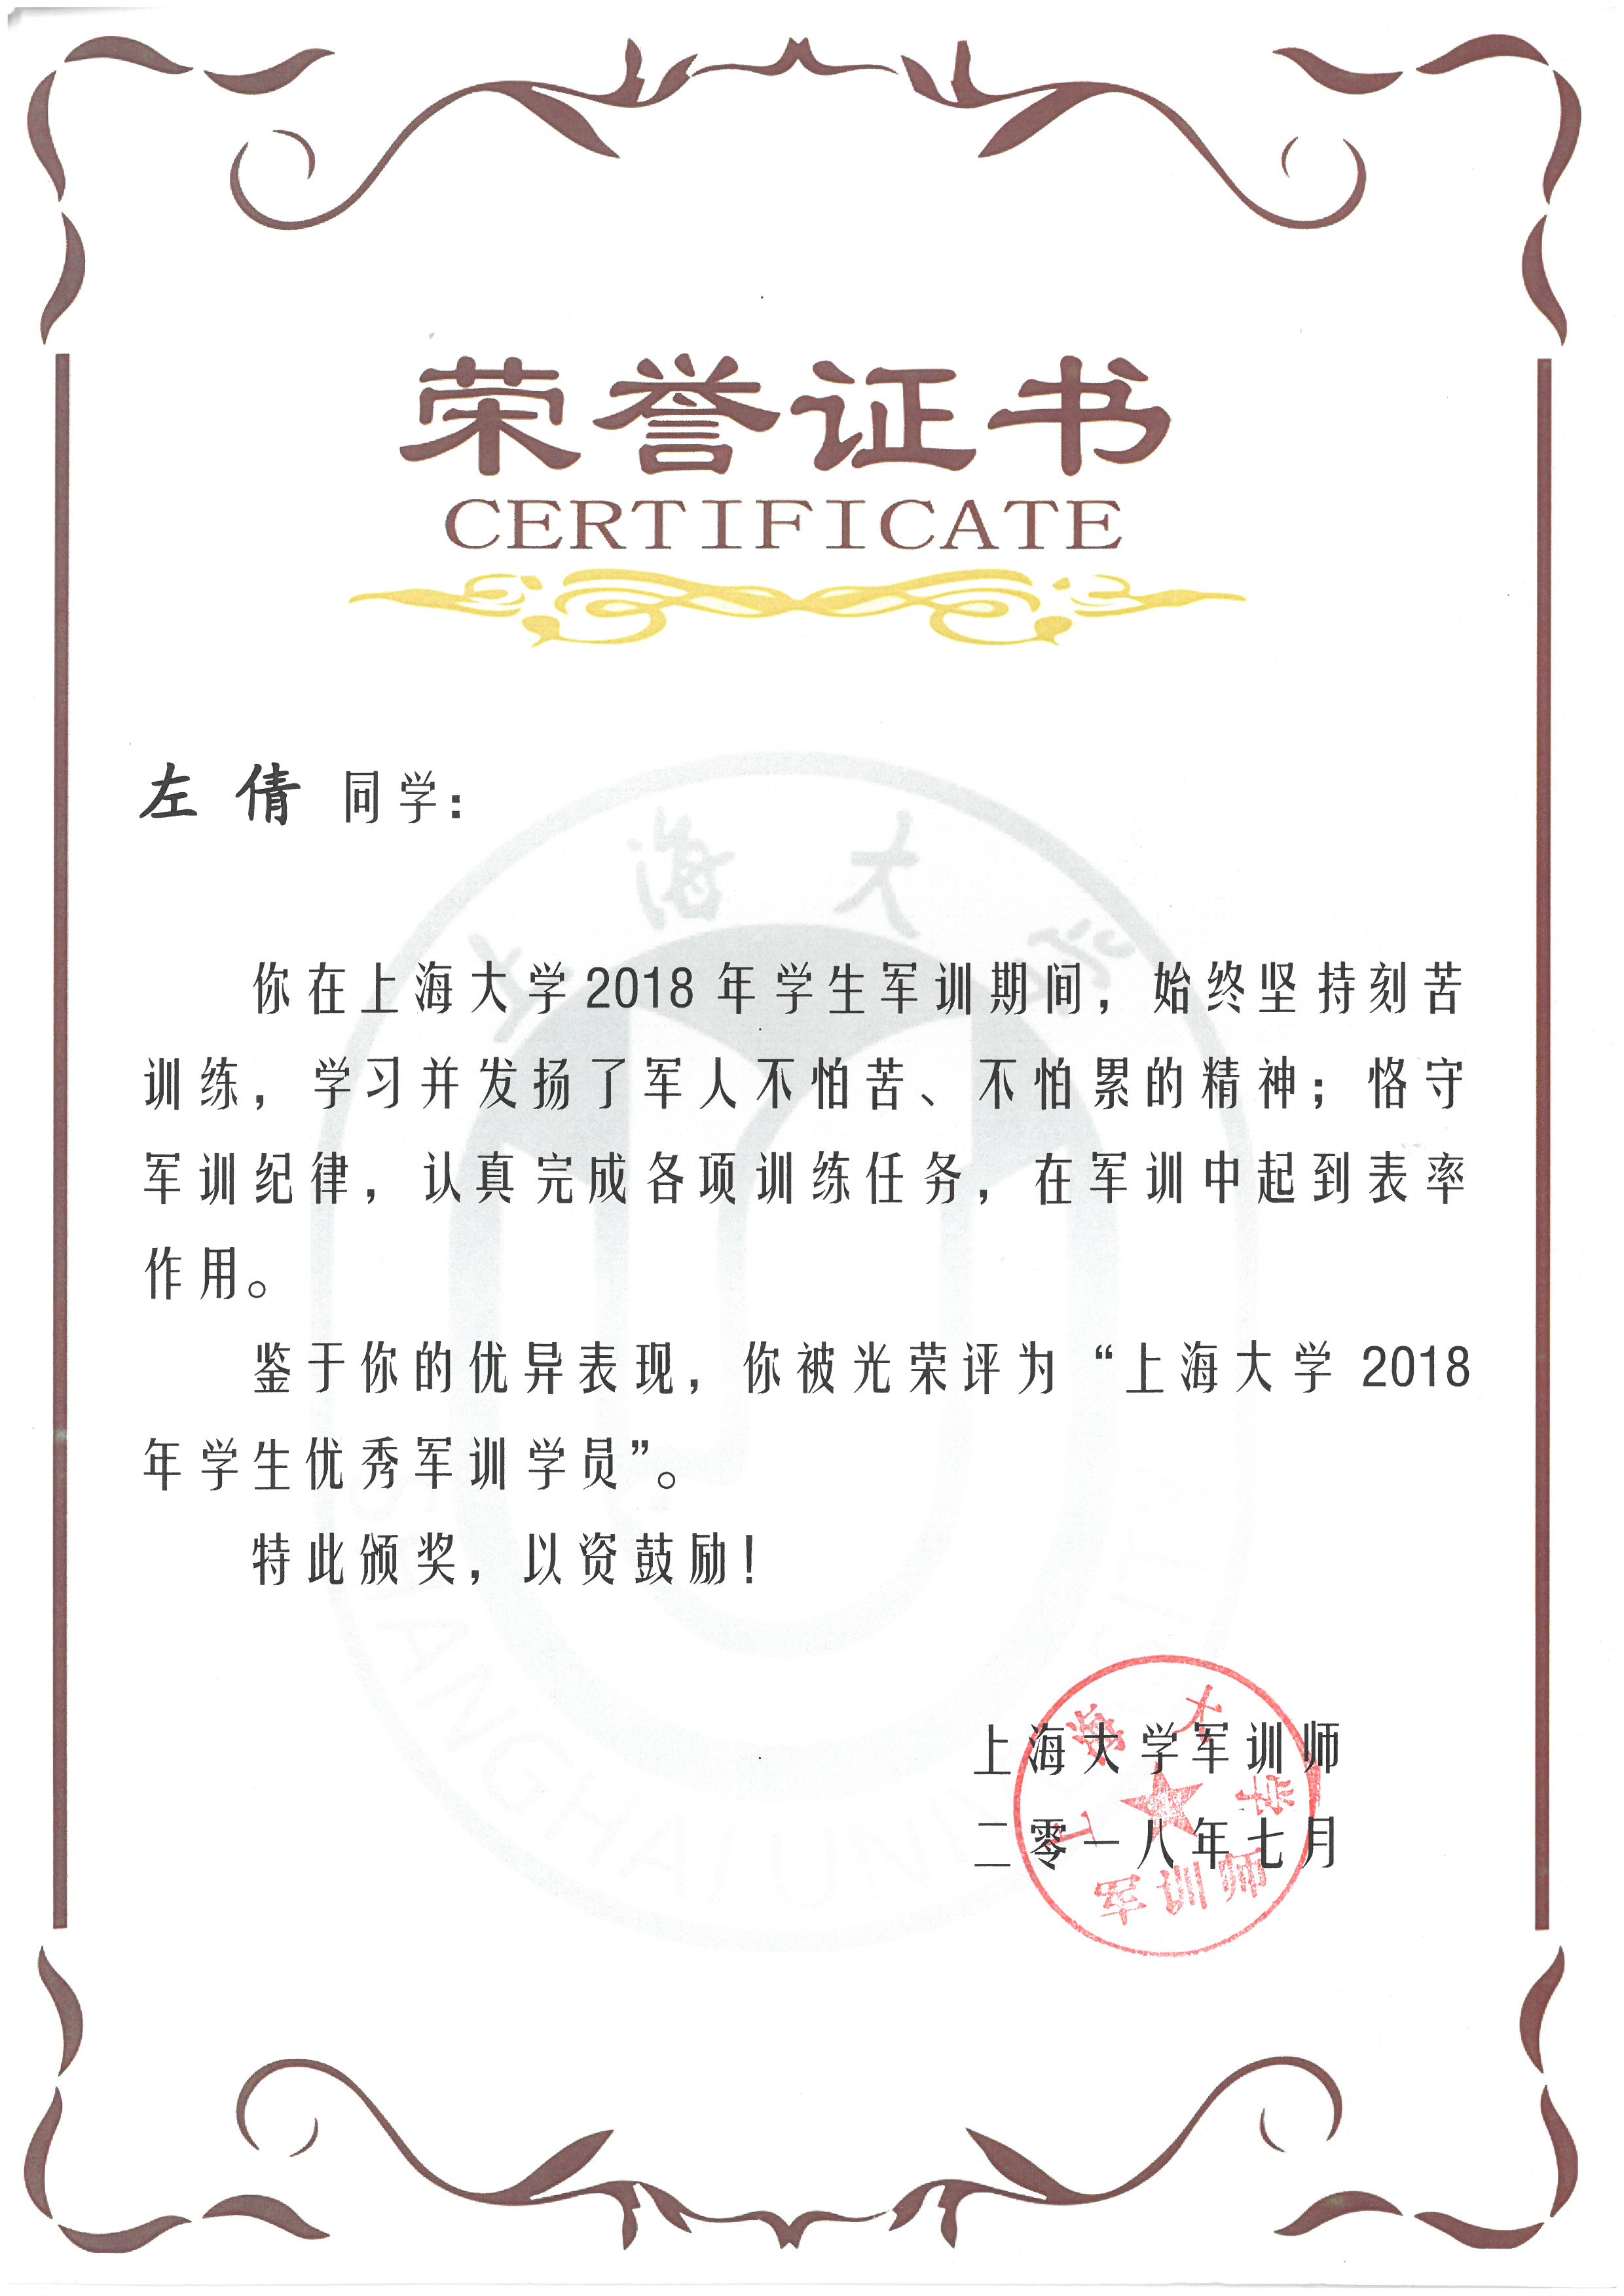 荣誉证书
CERTIFICATE
左倩 同学：
上海大学
你在上海大学2018年学生军训期间，始终坚持刻苦
训练，学习并发扬了军人不怕苦、不怕累的精神；恪守
军训纪律，认真完成各项训练任务，在军训中起到表率
作用。
鉴于你的优异表现，你被光荣评为“上海大学2018
年学生优秀军训学员”。
特此颁奖，以资鼓励！
上海大学军训师
二零一八年七月
上海大学
军训师